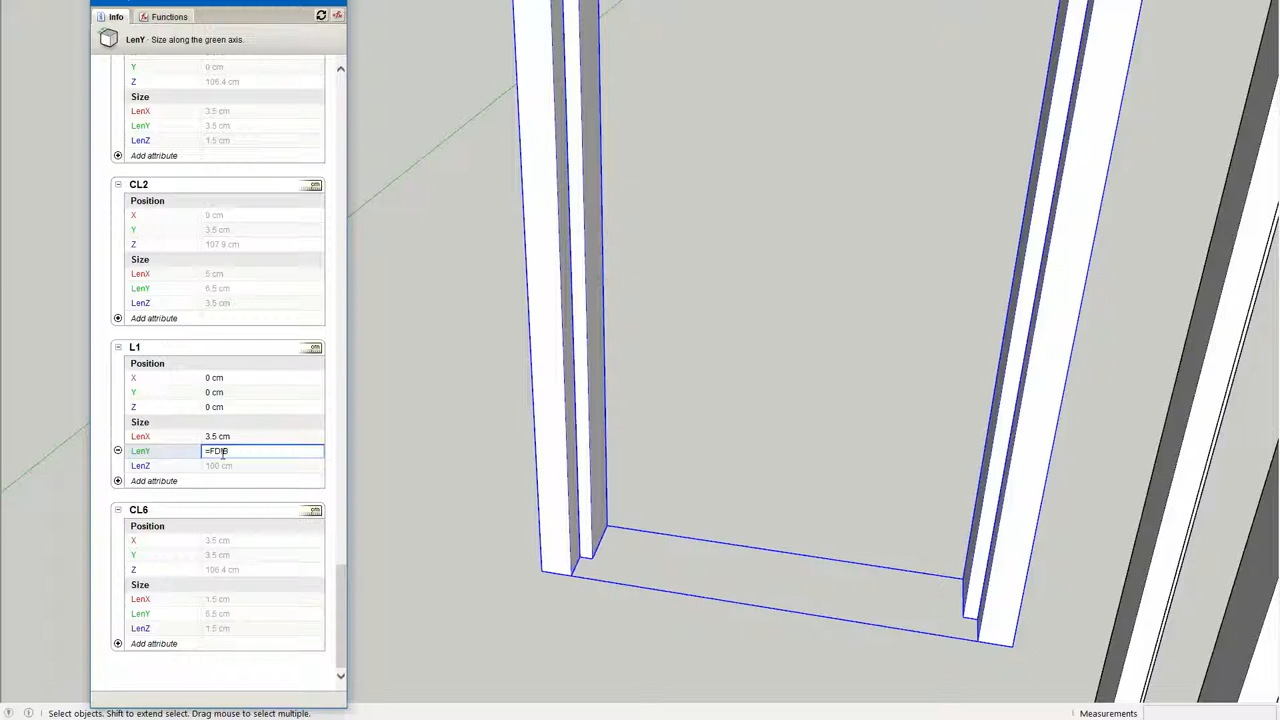 Info Functions
LenY - Size along the green axis.
Y 0 cm
Z 106.4 cm
Size
LenX 3.5 cm
LenY 3.5 cm
LenZ 1.5 cm
Add attribute
CL2 cm
Position
X 0 cm
Y 3.5 cm
Z 107.9 cm
Size
LenX 5 cm
LenY 6.5 cm
LenZ 3.5 cm
Add attribute
L1 cm
Position
X 0 cm
Y 0 cm
Z 0 cm
Size
LenX 3.5 cm
LenY
LenZ 100 cm
Add attribute
CL6 cm
Position
X 3.5 cm
Y 3.5 cm
Z 106.4 cm
Size
LenX 1.5 cm
LenY 6.5 cm
LenZ 1.5 cm
Add attribute
Select objects. Shift to extend select. Drag mouse to select multiple. Measurements